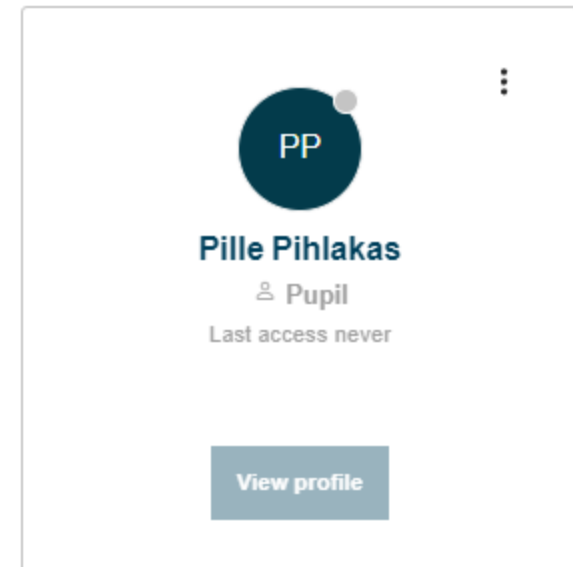 PP
Pille Pihlakas
Pupil
Last access never
View profile